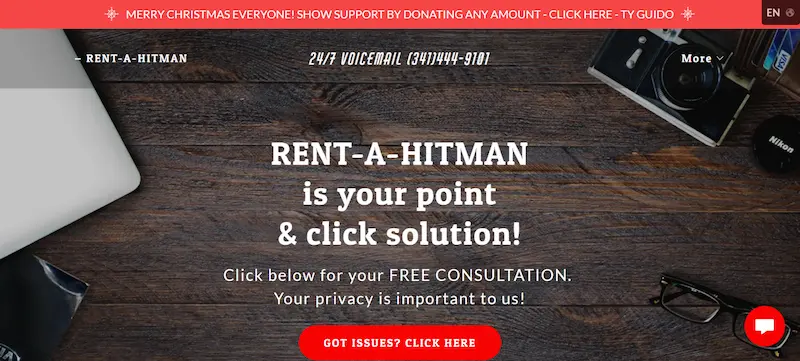 MERRY CHRISTMAS EVERYONE! SHOW SUPPORT BY DONATING ANY AMOUNT - CLICK HERE - TY GUIDO
EN
– RENT-A-HITMAN
24/7 VOICEMAIL (341)444-9101
More
Nikon
RENT-A-HITMAN
is your point
& click solution!
Click below for your FREE CONSULTATION.
Your privacy is important to us!
GOT ISSUES? CLICK HERE